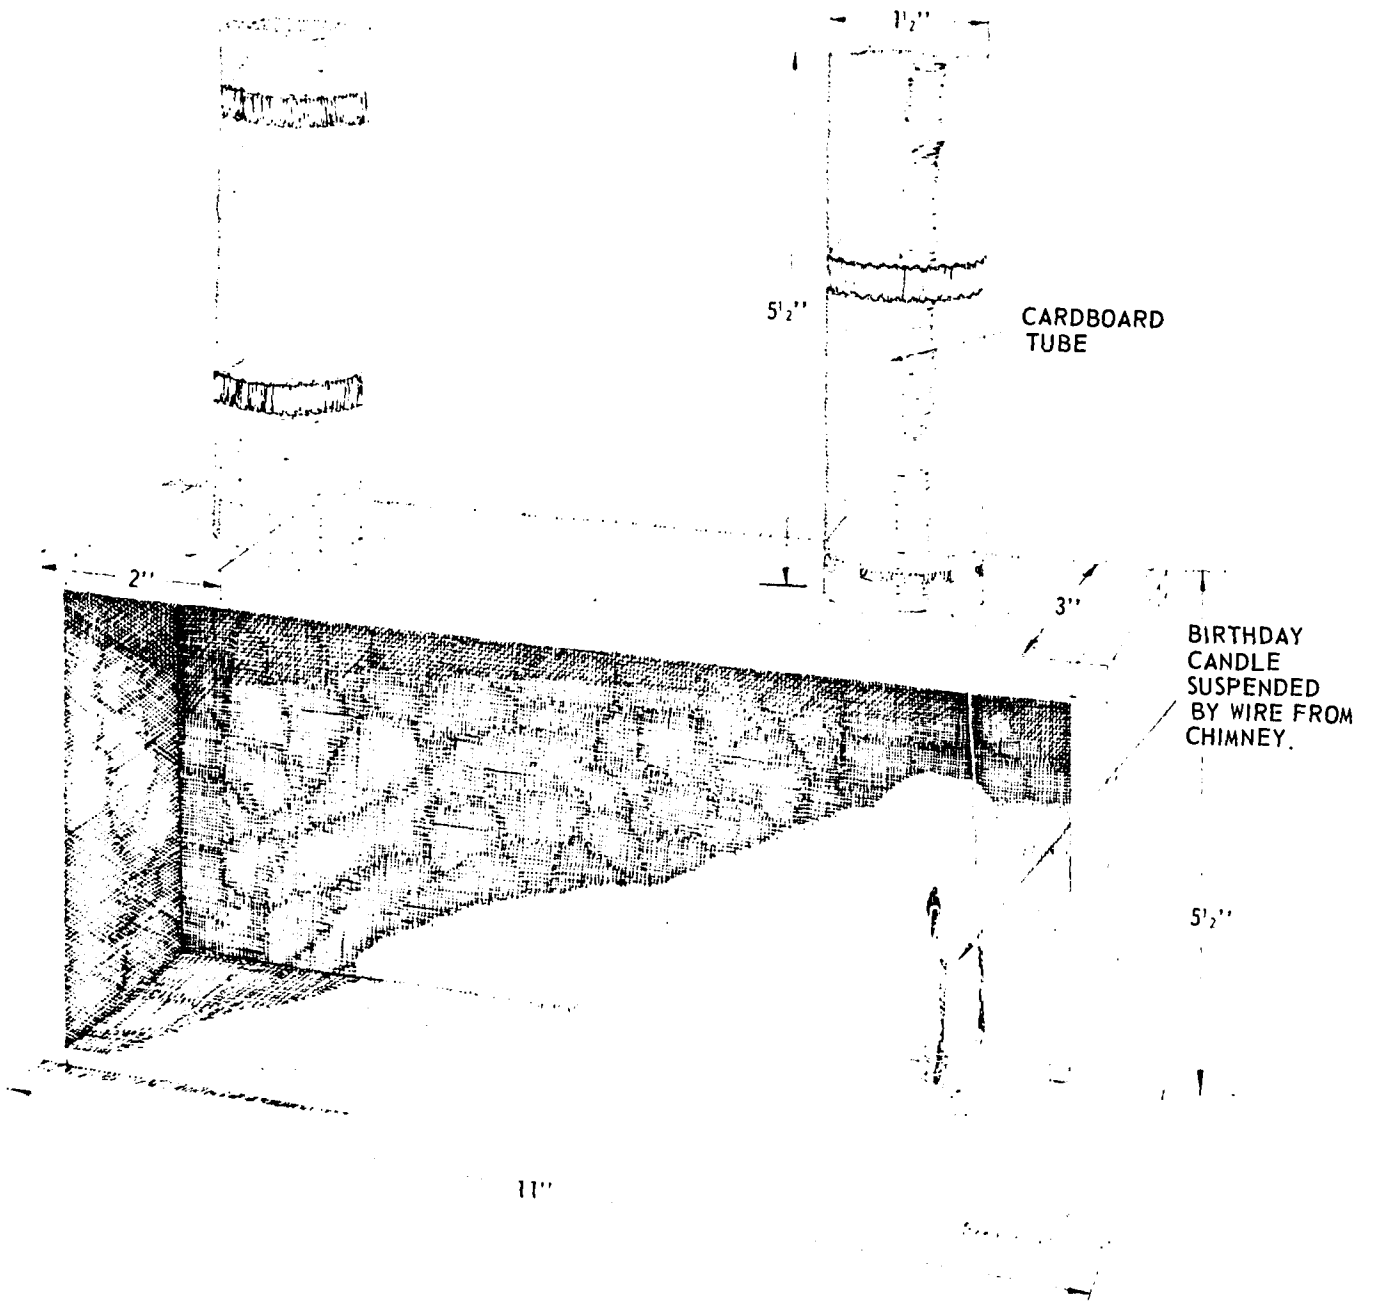 1½''
5½''
CARDBOARD
TUBE
2''
3''
BIRTHDAY
CANDLE
SUSPENDED
BY WIRE FROM
CHIMNEY.
5½''
11''